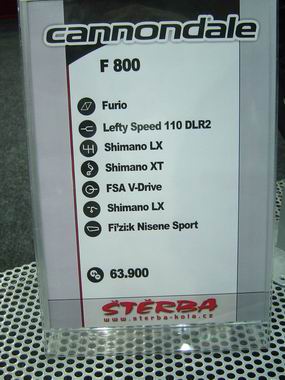 cannondale
F 800
Furio
Lefty Speed 110 DLR2
Shimano LX
Shimano XT
FSA V-Drive
Shimano LX
Fi'zi:k Nisene Sport
63.900
ŠTĚRBA
www.sterba-kola.cz